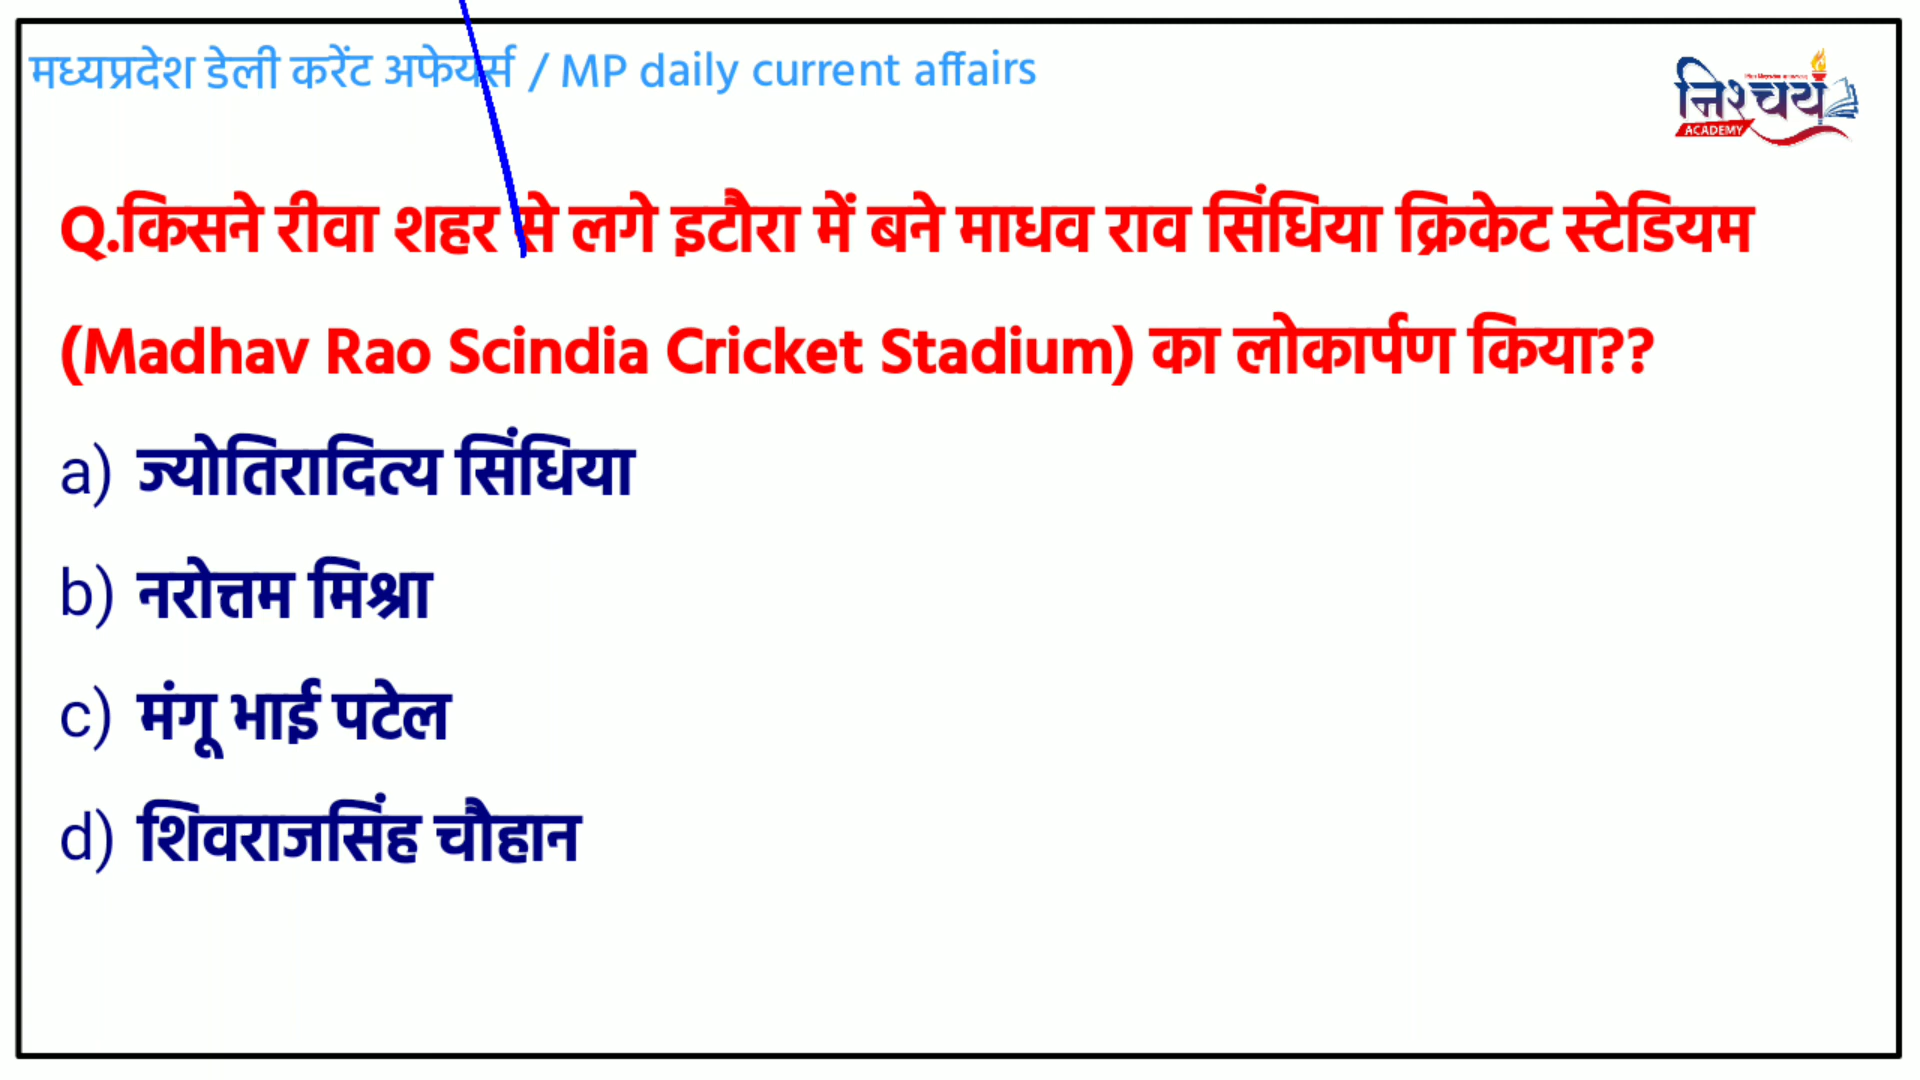 मध्यप्रदेश डेली करेंट अफेयर्स / MP daily current affairs
निश्चय
ACADEMY
Q.किसने रीवा शहर से लगे इटौरा में बने माधव राव सिंधिया क्रिकेट स्टेडियम
(Madhav Rao Scindia Cricket Stadium) का लोकार्पण किया??
a) ज्योतिरादित्य सिंधिया
b) नरोत्तम मिश्रा
c) मंगू भाई पटेल
d) शिवराजसिंह चौहान